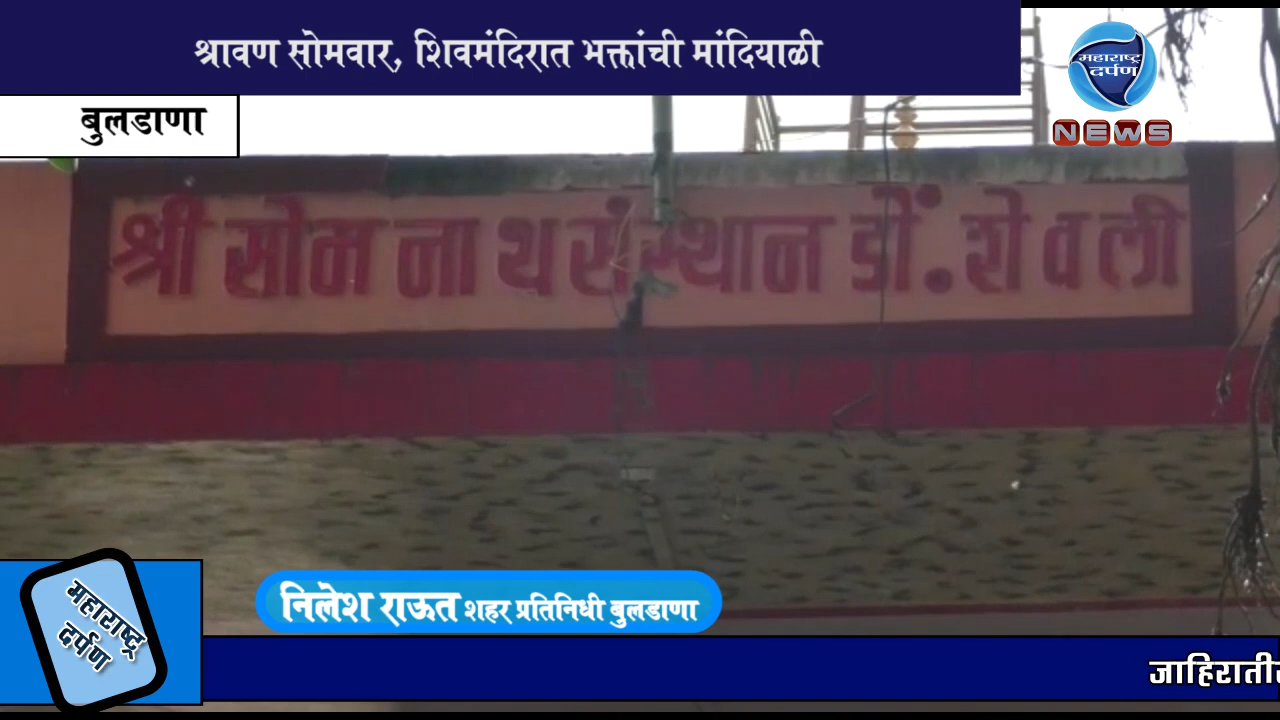 श्रावण सोमवार, शिवमंदिरात भक्तांची मांदियाळी
महाराष्ट्र
दर्पण
NEWS
बुलडाणा
श्री सोमनाथ संस्थान डों. शेवली
महाराष्ट्र
दर्पण
निलेश राऊत शहर प्रतिनिधी बुलडाणा